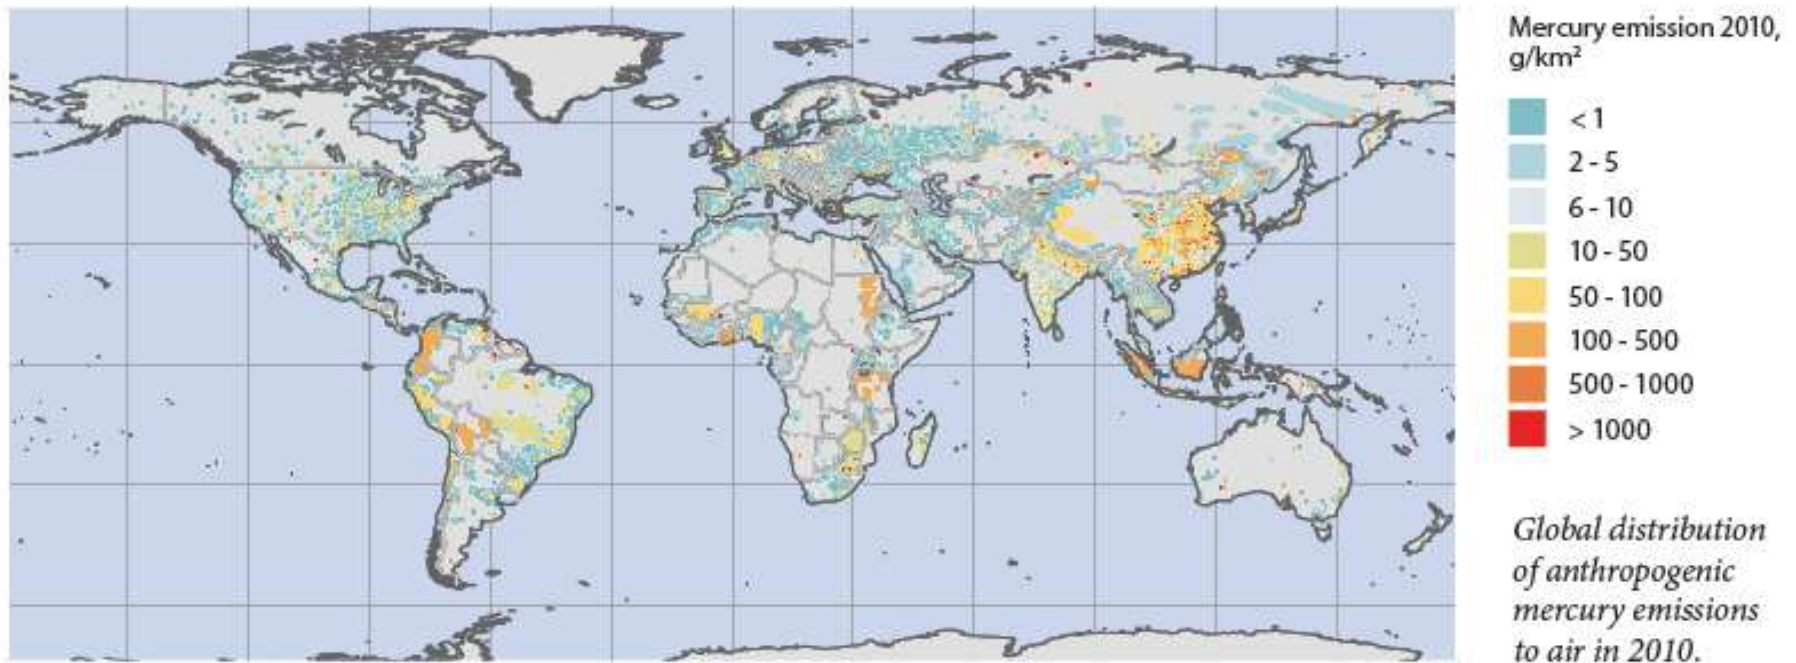 Mercury emission 2010,
g/km²
< 1
2 - 5
6 - 10
10 - 50
50 - 100
100 - 500
500 - 1000
> 1000
Global distribution
of anthropogenic
mercury emissions
to air in 2010.